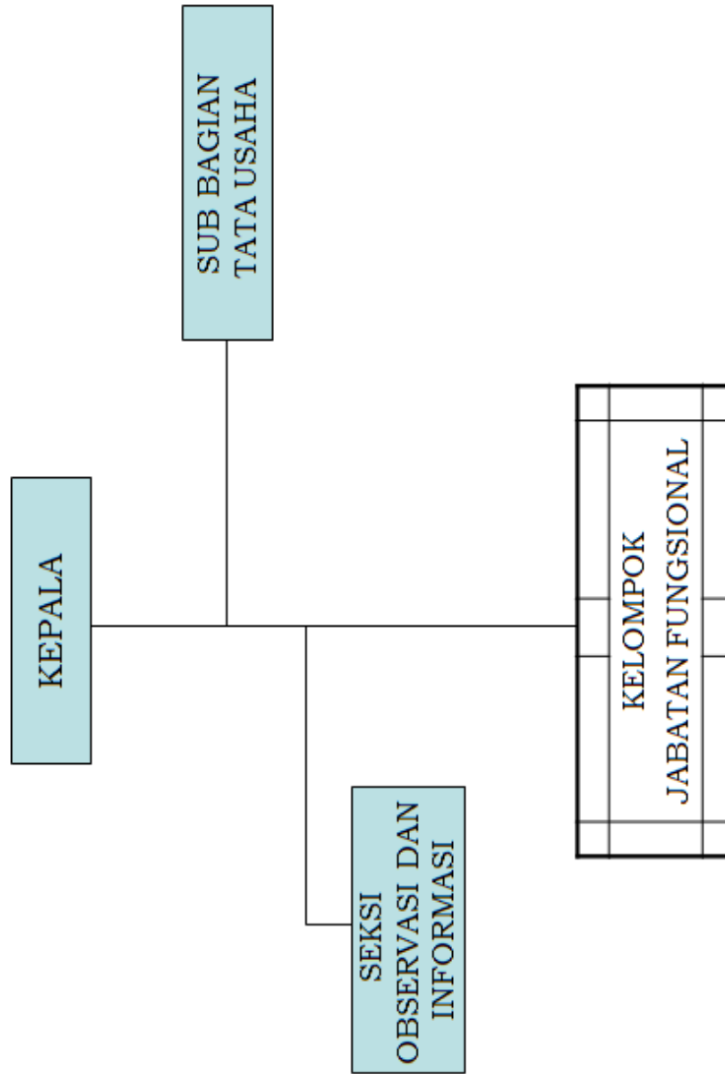 KEPALA
SUB BAGIAN
TATA USAHA
SEKSI
OBSERVASI DAN
INFORMASI
KELOMPOK
JABATAN FUNGSIONAL